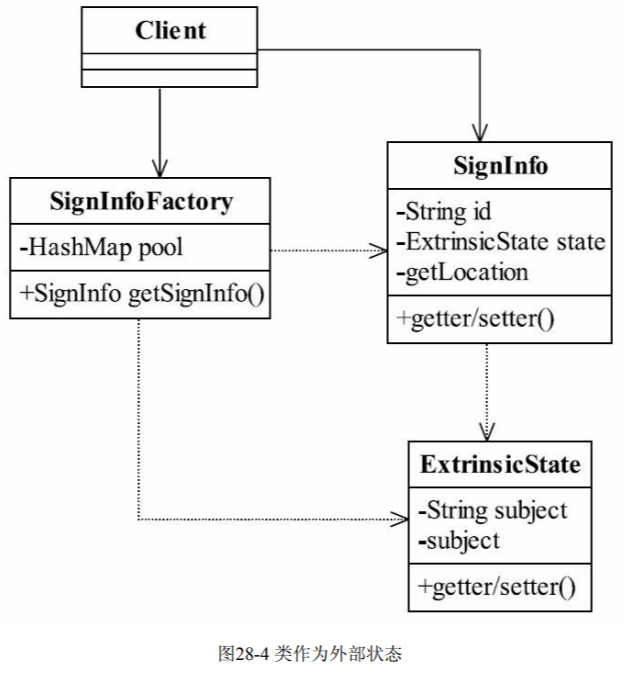 Client
SignInfo
-String id
-ExtrinsicState state
-getLocation
+getter/setter()
SignInfoFactory
-HashMap pool
+SignInfo getSignInfo()
ExtrinsicState
-String subject
-subject
+getter/setter()
图28-4 类作为外部状态